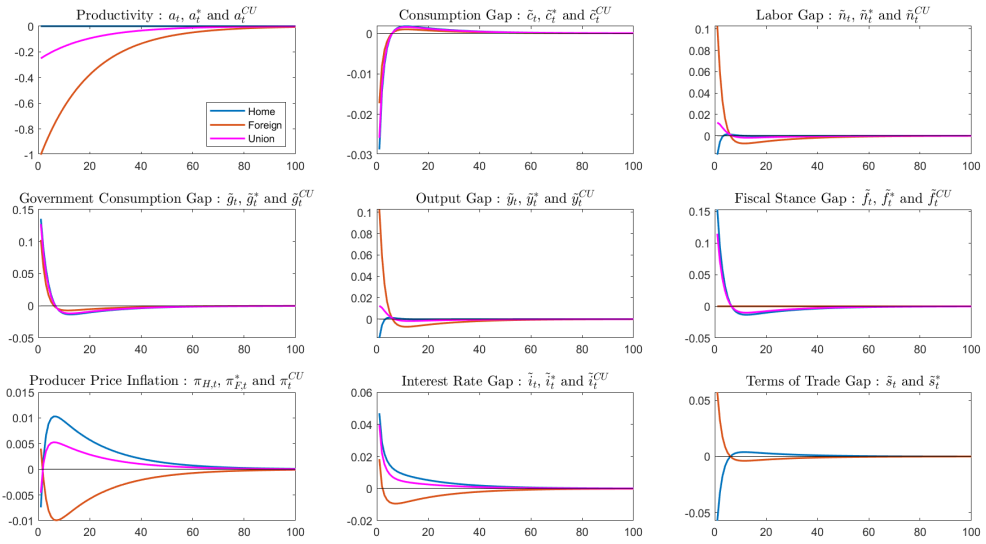 Productivity : a_t, a_t^* and a_t^{CU}
0
-0.2
-0.4
-0.6
-0.8
-1
0 20 40 60 80 100
Home
Foreign
Union
Consumption Gap : c̃_t, c̃_t^* and c̃_t^{CU}
0
-0.01
-0.02
-0.03
0 20 40 60 80 100
Labor Gap : ñ_t, ñ_t^* and ñ_t^{CU}
0.1
0.08
0.06
0.04
0.02
0
0 20 40 60 80 100
Government Consumption Gap : g̃_t, g̃_t^* and g̃_t^{CU}
0.15
0.1
0.05
0
-0.05
0 20 40 60 80 100
Output Gap : ỹ_t, ỹ_t^* and ỹ_t^{CU}
0.1
0.08
0.06
0.04
0.02
0
0 20 40 60 80 100
Fiscal Stance Gap : f̃_t, f̃_t^* and f̃_t^{CU}
0.15
0.1
0.05
0
-0.05
0 20 40 60 80 100
Producer Price Inflation : π_{H,t}, π_{F,t}^* and π_t^{CU}
0.015
0.01
0.005
0
-0.005
-0.01
0 20 40 60 80 100
Interest Rate Gap : ĩ_t, ĩ_t^* and ĩ_t^{CU}
0.06
0.04
0.02
0.00
-0.02
0 20 40 60 80 100
Terms of Trade Gap : s̃_t and s̃_t^*
0.05
0
-0.05
0 20 40 60 80 100